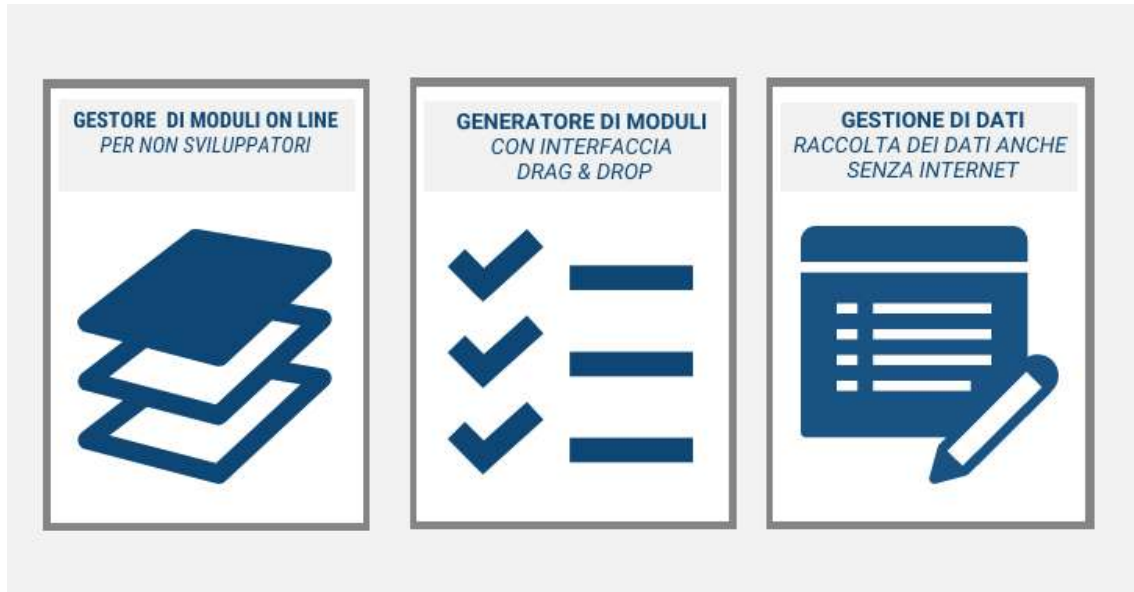 GESTORE DI MODULI ON LINE
PER NON SVILUPPATORI
GENERATORE DI MODULI
CON INTERFACCIA
DRAG & DROP
GESTIONE DI DATI
RACCOLTA DEI DATI ANCHE
SENZA INTERNET